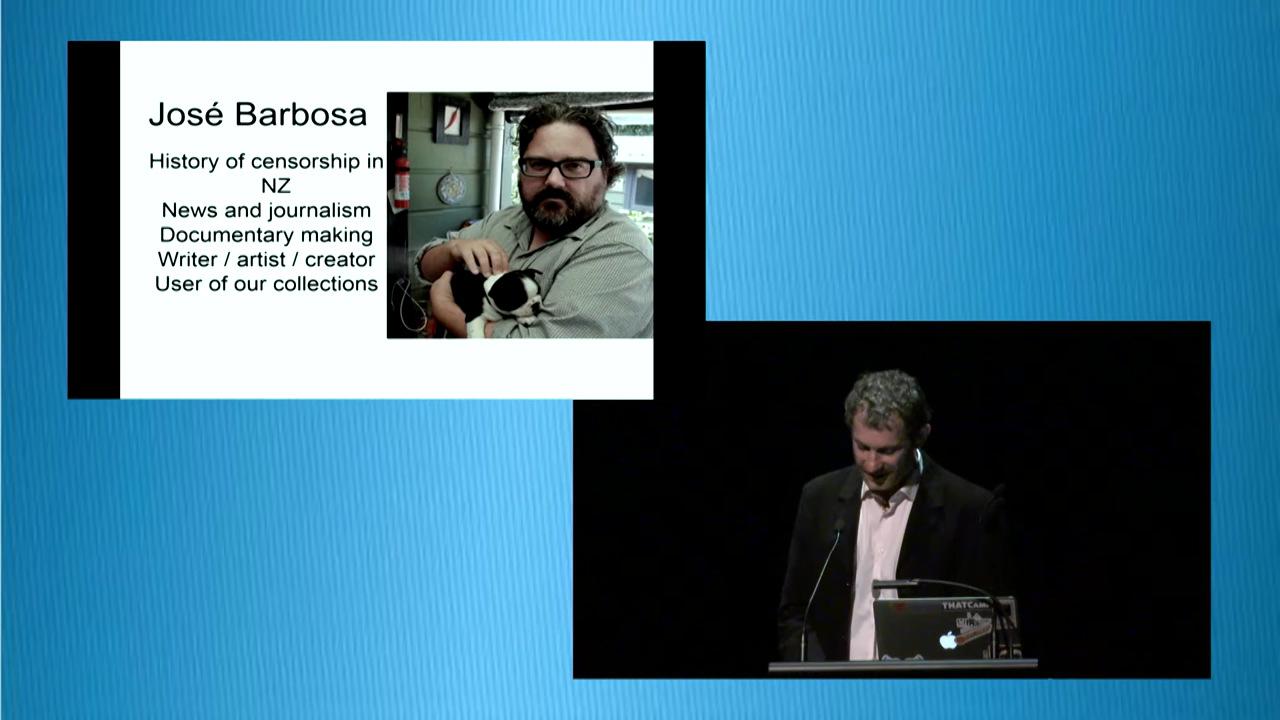 José Barbosa
History of censorship in
NZ
News and journalism
Documentary making
Writer / artist / creator
User of our collections
THATCamp